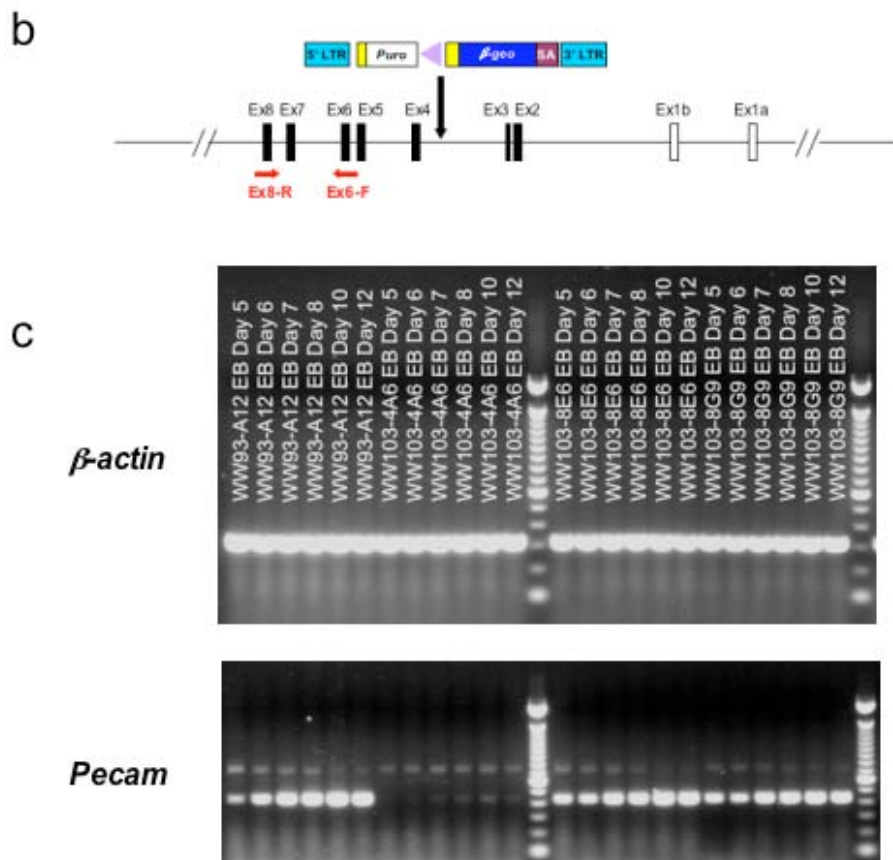 b
5' LTR Puro β-geo SA 3' LTR
Ex8 Ex7 Ex6 Ex5 Ex4 Ex3 Ex2 Ex1b Ex1a
Ex8-R Ex6-F
c
WW93-A12 EB Day 5
WW93-A12 EB Day 6
WW93-A12 EB Day 7
WW93-A12 EB Day 8
WW93-A12 EB Day 10
WW93-A12 EB Day 12
WW103-4A6 EB Day 5
WW103-4A6 EB Day 6
WW103-4A6 EB Day 7
WW103-4A6 EB Day 8
WW103-4A6 EB Day 10
WW103-4A6 EB Day 12
WW103-8E6 EB Day 5
WW103-8E6 EB Day 6
WW103-8E6 EB Day 7
WW103-8E6 EB Day 8
WW103-8E6 EB Day 10
WW103-8E6 EB Day 12
WW103-8G9 EB Day 5
WW103-8G9 EB Day 6
WW103-8G9 EB Day 7
WW103-8G9 EB Day 8
WW103-8G9 EB Day 10
WW103-8G9 EB Day 12
β-actin
Pecam